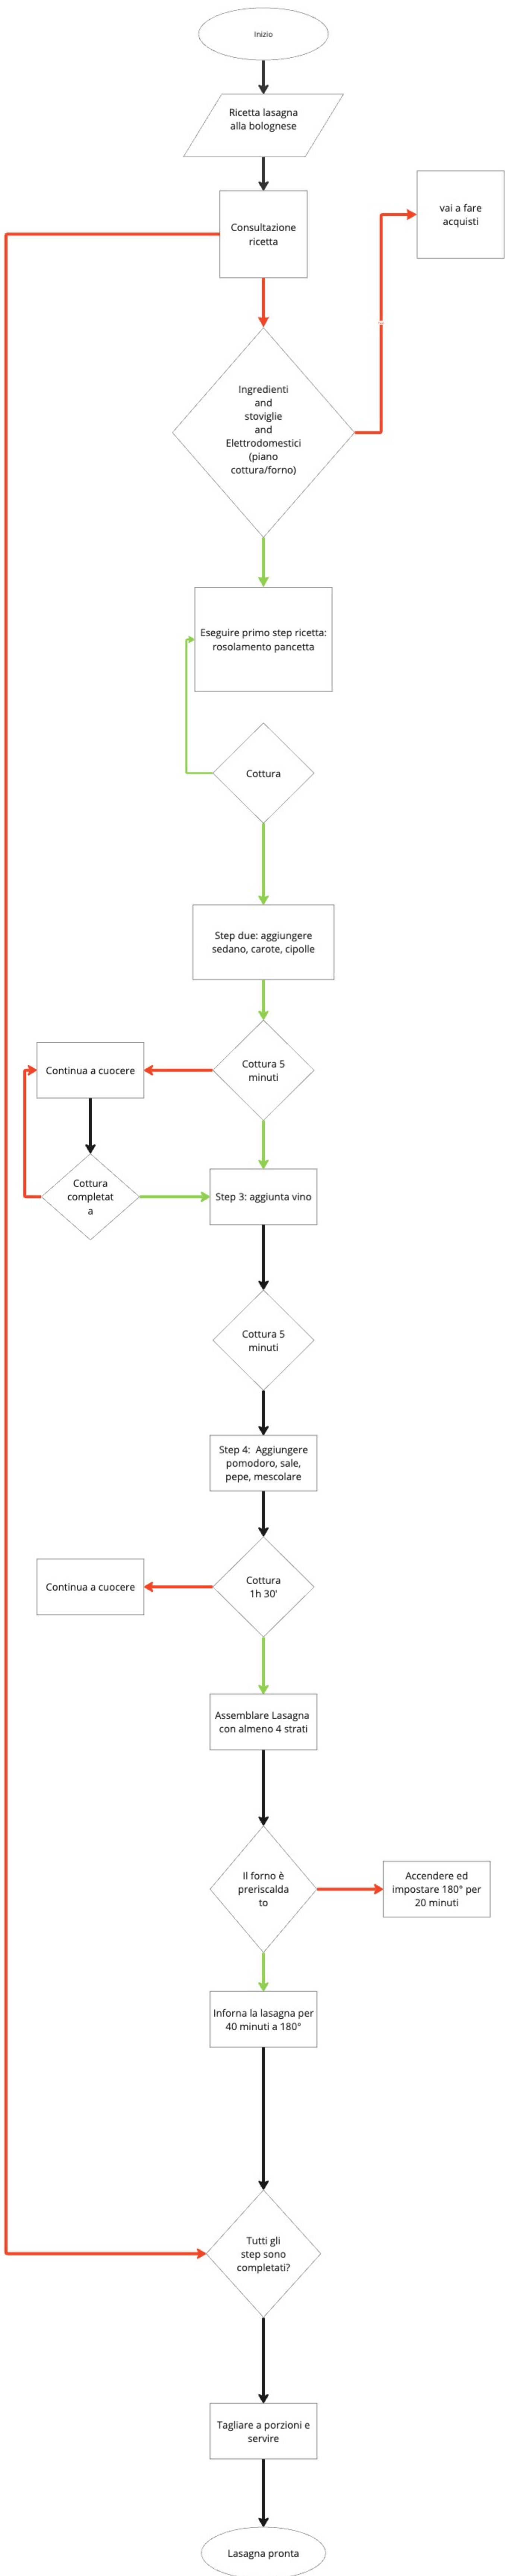 Inizio
Ricetta lasagna
alla bolognese
Consultazione
ricetta
vai a fare
acquisti
Ingredienti
and
stoviglie
and
Elettrodomestici
(piano
cottura/forno)
Eseguire primo step ricetta:
rosolamento pancetta
Cottura
Step due: aggiungere
sedano, carote, cipolle
Cottura 5
minuti
Continua a cuocere
Cottura
completat
a
Step 3: aggiunta vino
Cottura 5
minuti
Step 4: Aggiungere
pomodoro, sale,
pepe, mescolare
Cottura
1h 30'
Continua a cuocere
Assemblare Lasagna
con almeno 4 strati
Il forno è
preriscalda
to
Accendere ed
impostare 180° per
20 minuti
Inforna la lasagna per
40 minuti a 180°
Tutti gli
step sono
completati?
Tagliare a porzioni e
servire
Lasagna pronta